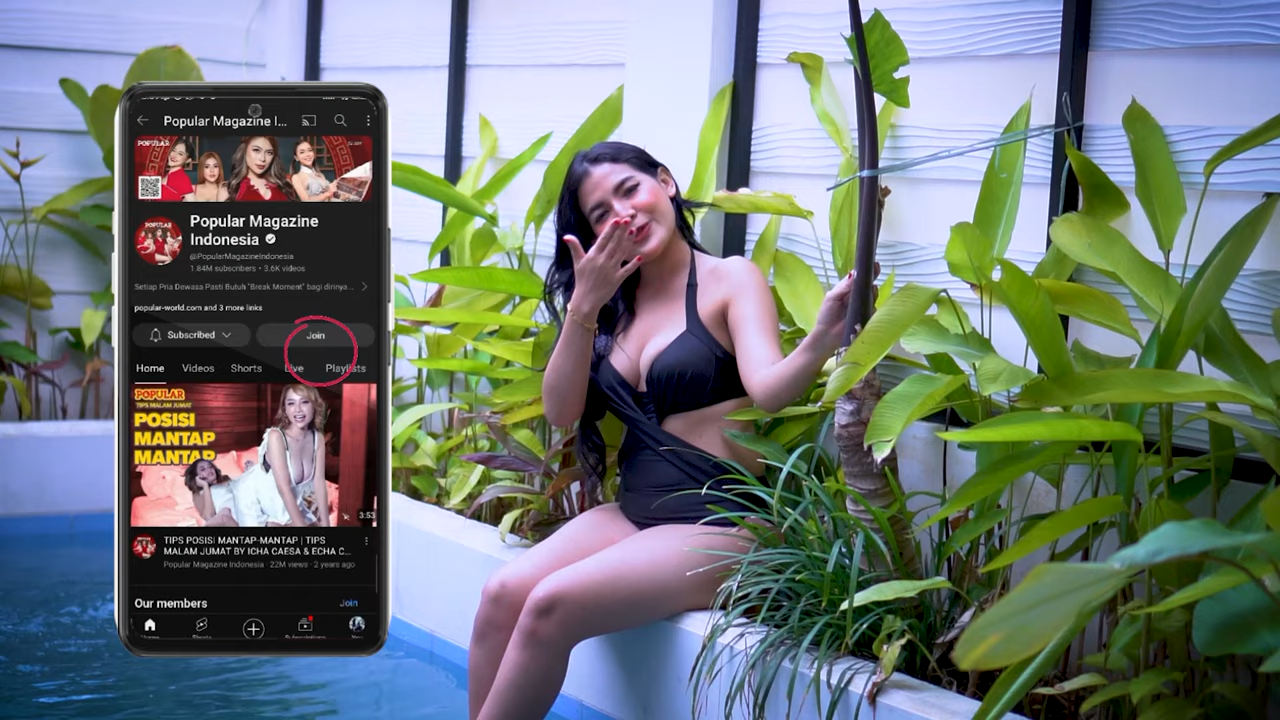 Popular Magazine I...
POPULAR
Popular Magazine
Indonesia
@PopularMagazineIndonesia
1.84M subscribers • 3.6K videos
Setiap Pria Dewasa Pasti Butuh "Break Moment" bagi dirinya...
popular-world.com and 3 more links
Subscribed
Join
Home
Videos
Shorts
Live
Playlists
POPULAR
TIPS MALAM JUMAT
POSISI
MANTAP
MANTAP
3:53
TIPS POSISI MANTAP-MANTAP | TIPS
MALAM JUMAT BY ICHA CAESA & ECHA C...
Popular Magazine Indonesia · 22M views · 2 years ago
Our members
Join